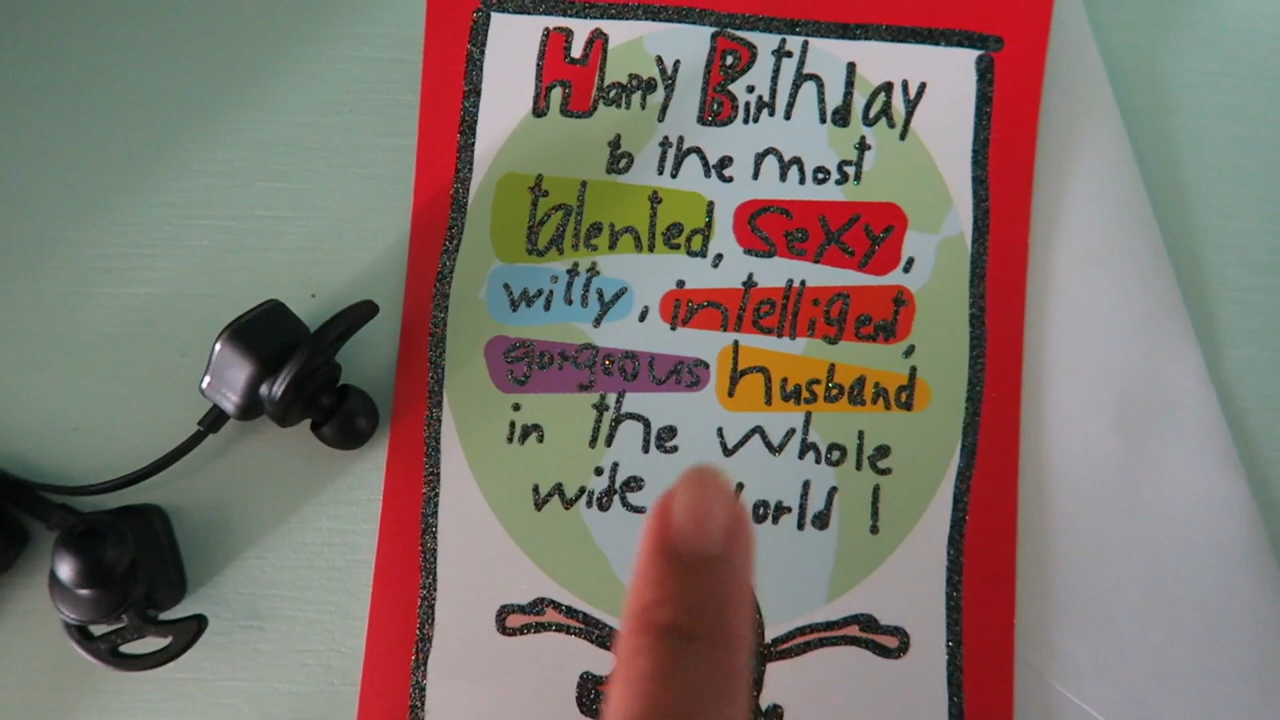 Happy Birthday
to the most
talented, sexy,
witty, intelligent,
gorgeous husband
in the whole
wide orld!